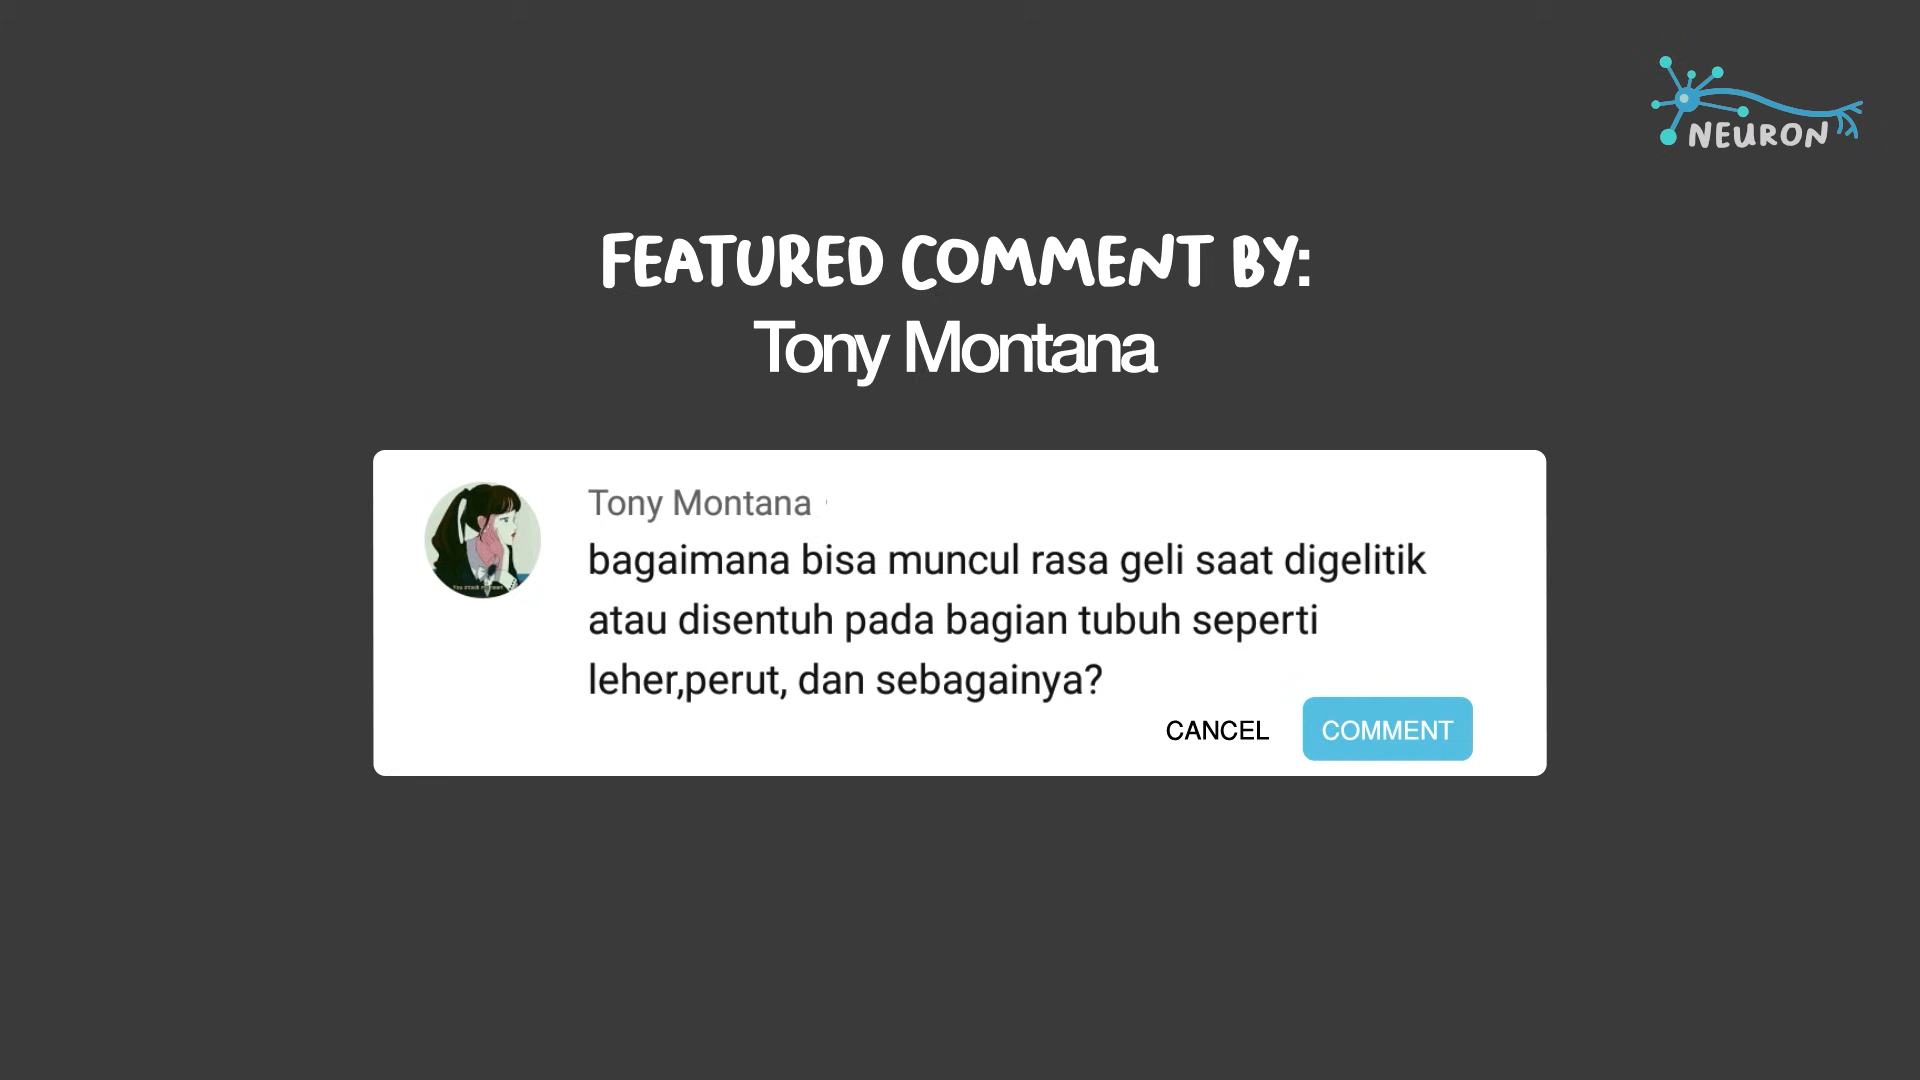 NEURON
FEATURED COMMENT BY:
Tony Montana
Tony Montana
bagaimana bisa muncul rasa geli saat digelitik
atau disentuh pada bagian tubuh seperti
leher,perut, dan sebagainya?
CANCEL
COMMENT